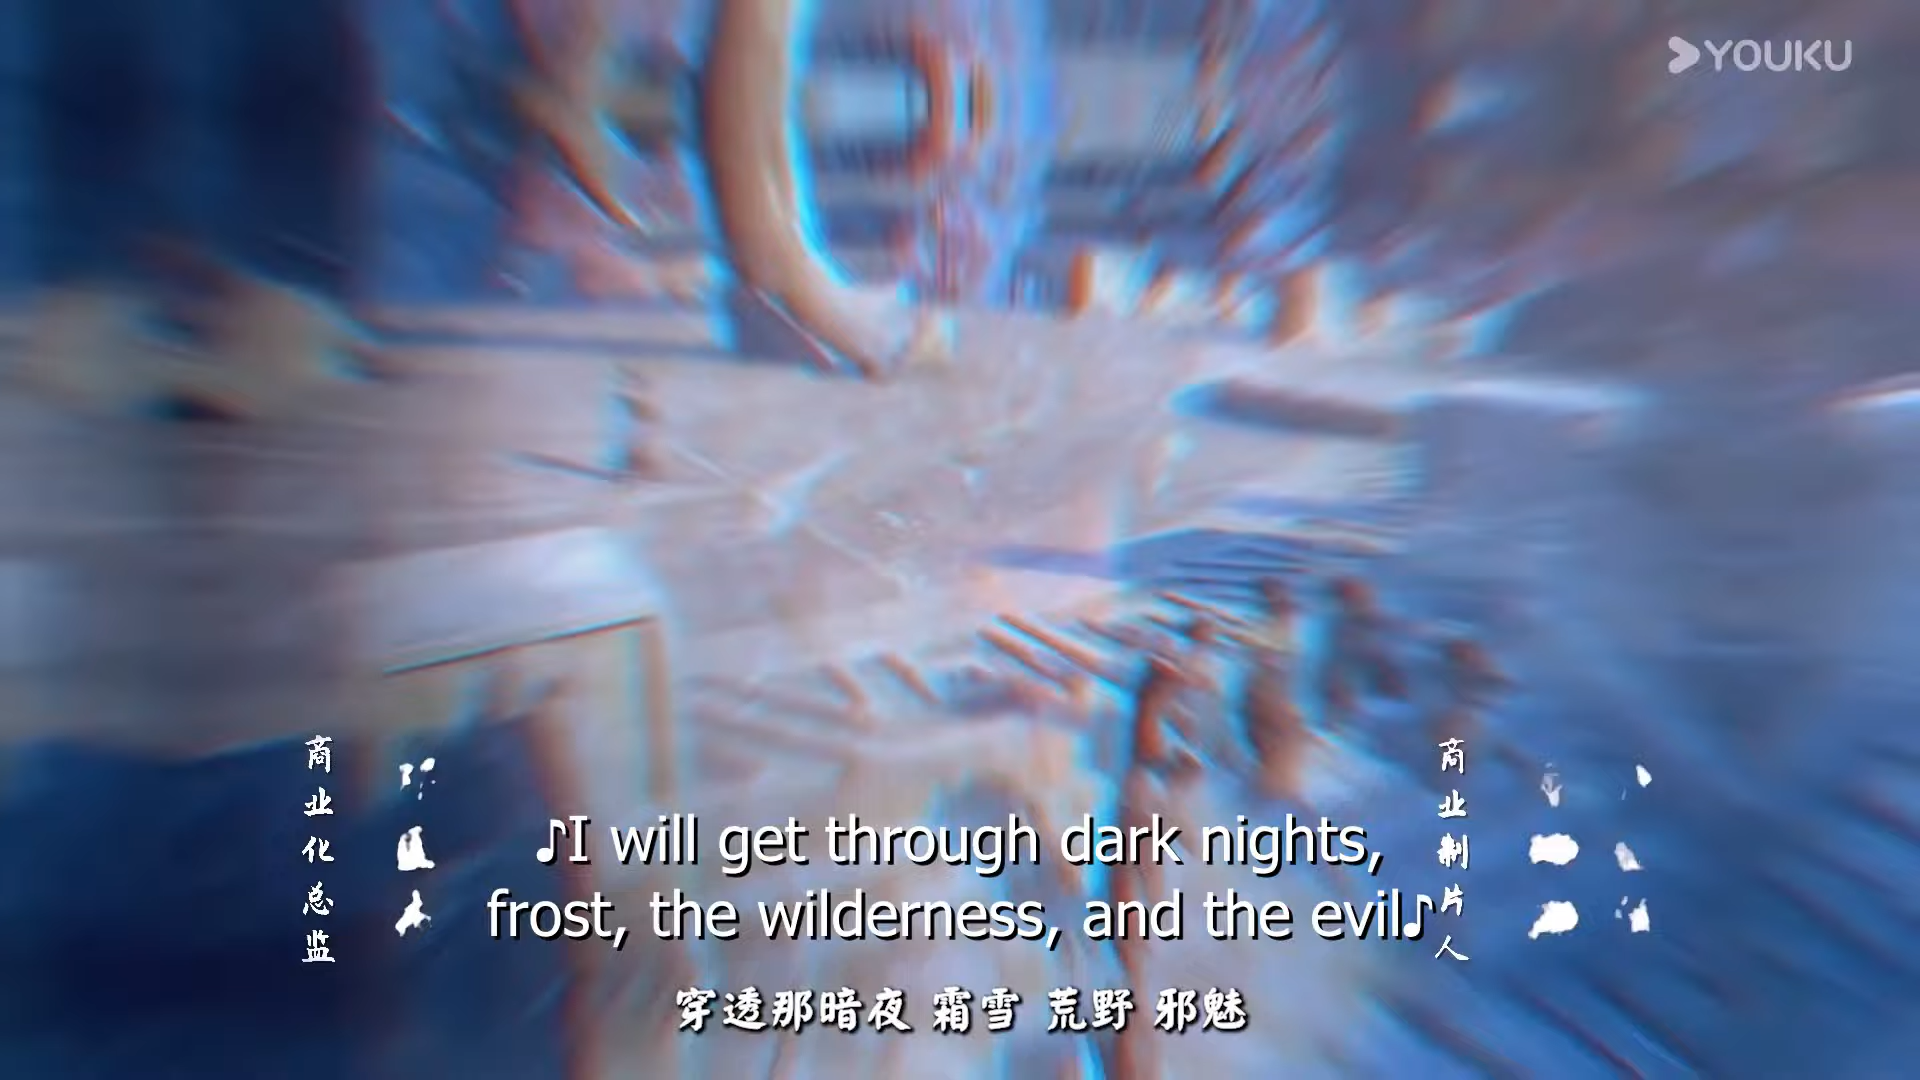 YOUKU
商业化总监
商业制片人
♪I will get through dark nights,
frost, the wilderness, and the evil♪
穿透那暗夜 霜雪 荒野 邪魅